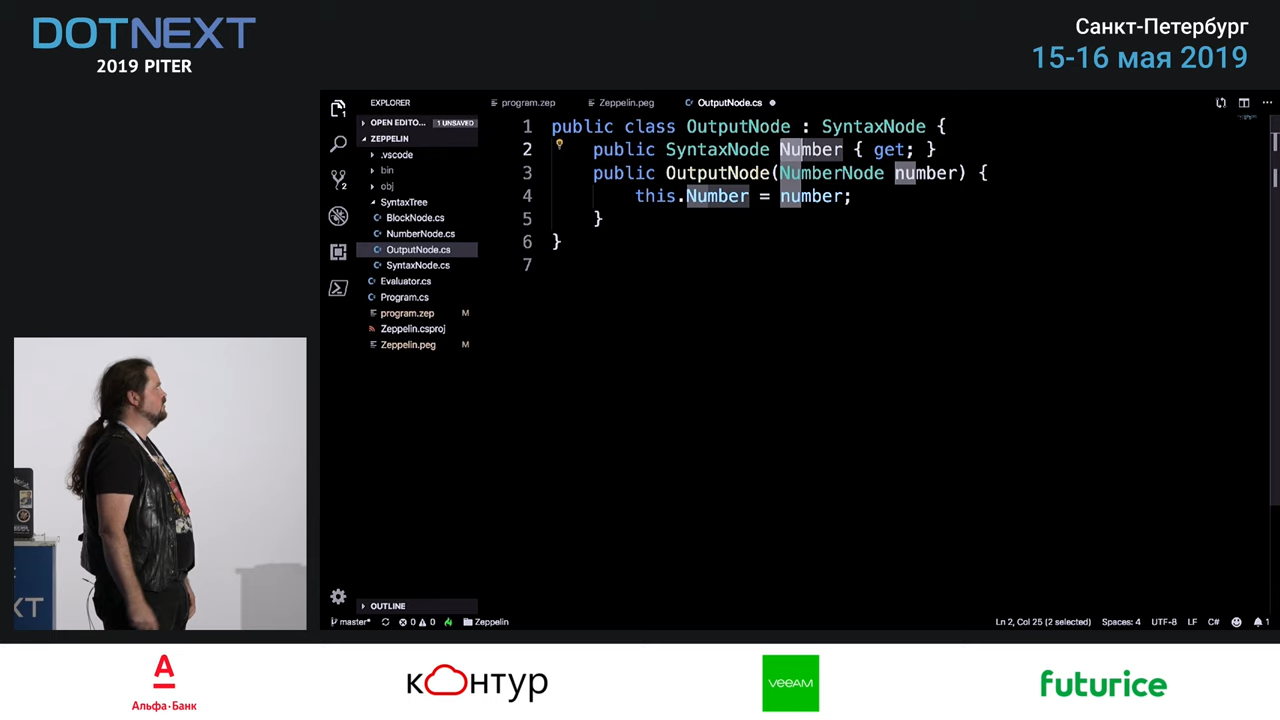 DOTNEXT
2019 PITER
Санкт-Петербург
15-16 мая 2019
EXPLORER
OPEN EDITO... 1 UNSAVED
ZEPPELIN
.vscode
bin
obj
SyntaxTree
BlockNode.cs
NumberNode.cs
OutputNode.cs
SyntaxNode.cs
Evaluator.cs
Program.cs
program.zep M
Zeppelin.csproj
Zeppelin.peg M
OUTLINE
program.zep Zeppelin.peg OutputNode.cs
1 public class OutputNode : SyntaxNode {
2 public SyntaxNode Number { get; }
3 public OutputNode(NumberNode number) {
4 this.Number = number;
5 }
6 }
7
master* 0 0 Zeppelin Ln 2, Col 25 (2 selected) Spaces: 4 UTF-8 LF C# 1
XT
Альфа·Банк
контур
veeam
futurice